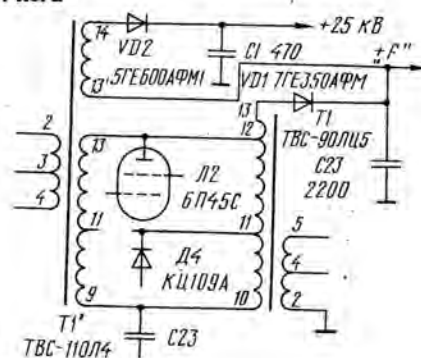 14
+25 кВ
VD2
C1 470
"+F"
5ГЕ600АФМ1
13
VD1 7ГЕ350АФМ
13
T1
2
13
12
ТВС-90ЛЦ5
3
Л2
C23
4
6П45С
2200
11
11
5
Д4
4
КЦ109А
9
10
2
T1'
C23
ТВС-110Л4